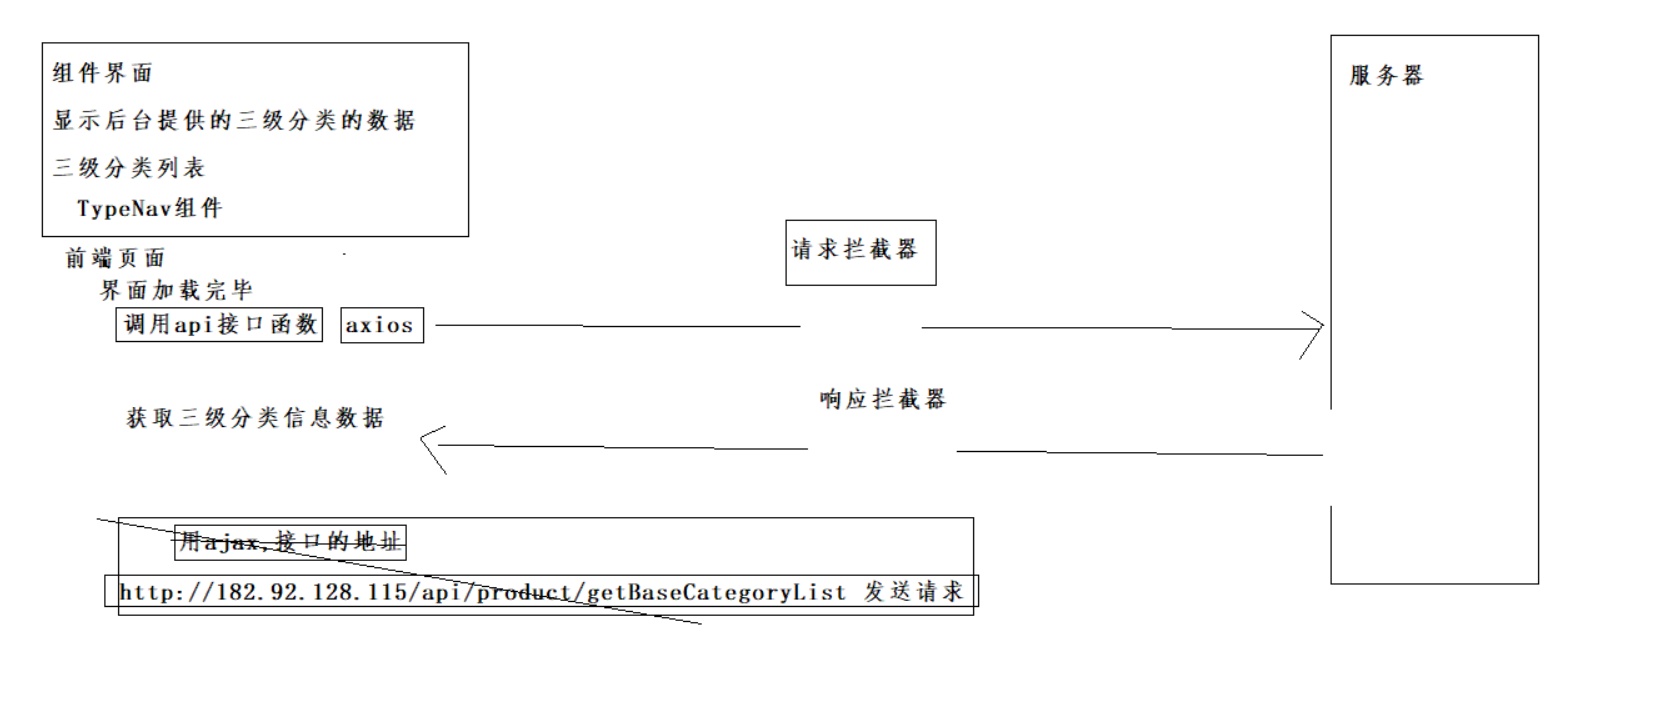 组件界面
显示后台提供的三级分类的数据
三级分类列表
TypeNav组件
前端页面
界面加载完毕
调用api接口函数 axios
请求拦截器
服务器
响应拦截器
获取三级分类信息数据
用ajax,接口的地址
http://182.92.128.115/api/product/getBaseCategoryList 发送请求